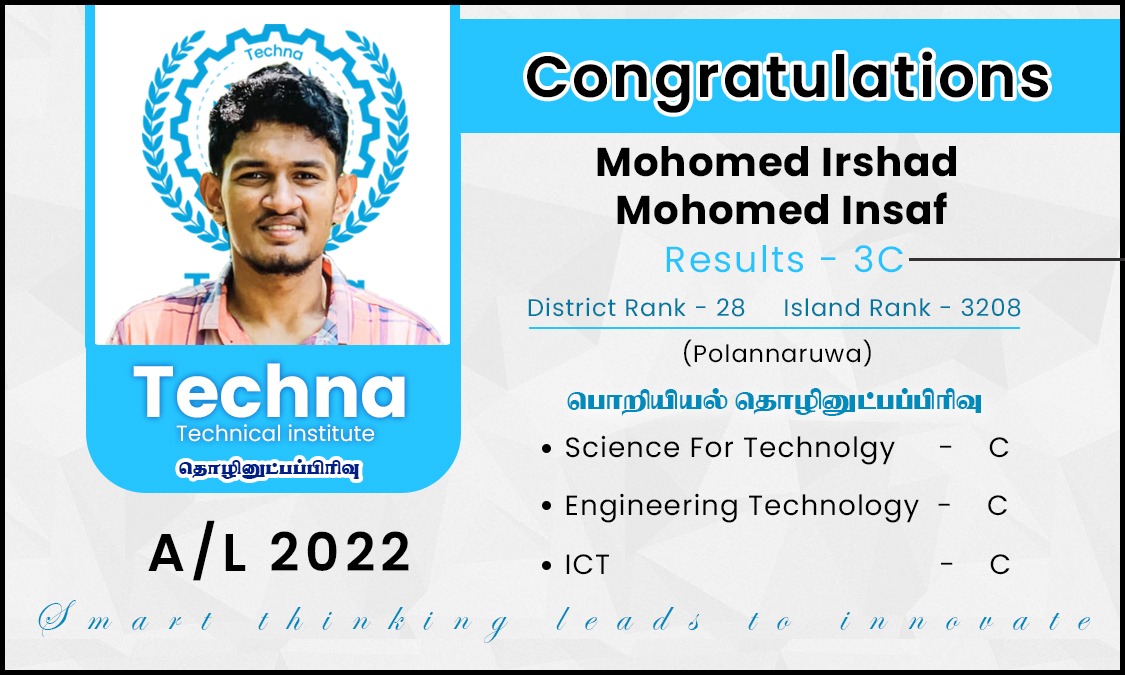 Techna
Techna
Technical institute
தொழினுட்பப்பிரிவு
A/L 2022
Congratulations
Mohomed Irshad
Mohomed Insaf
Results - 3C
District Rank - 28 Island Rank - 3208
(Polannaruwa)
பொறியியல் தொழினுட்பப்பிரிவு
• Science For Technolgy - C
• Engineering Technology - C
• ICT - C
Smart thinking leads to innovate